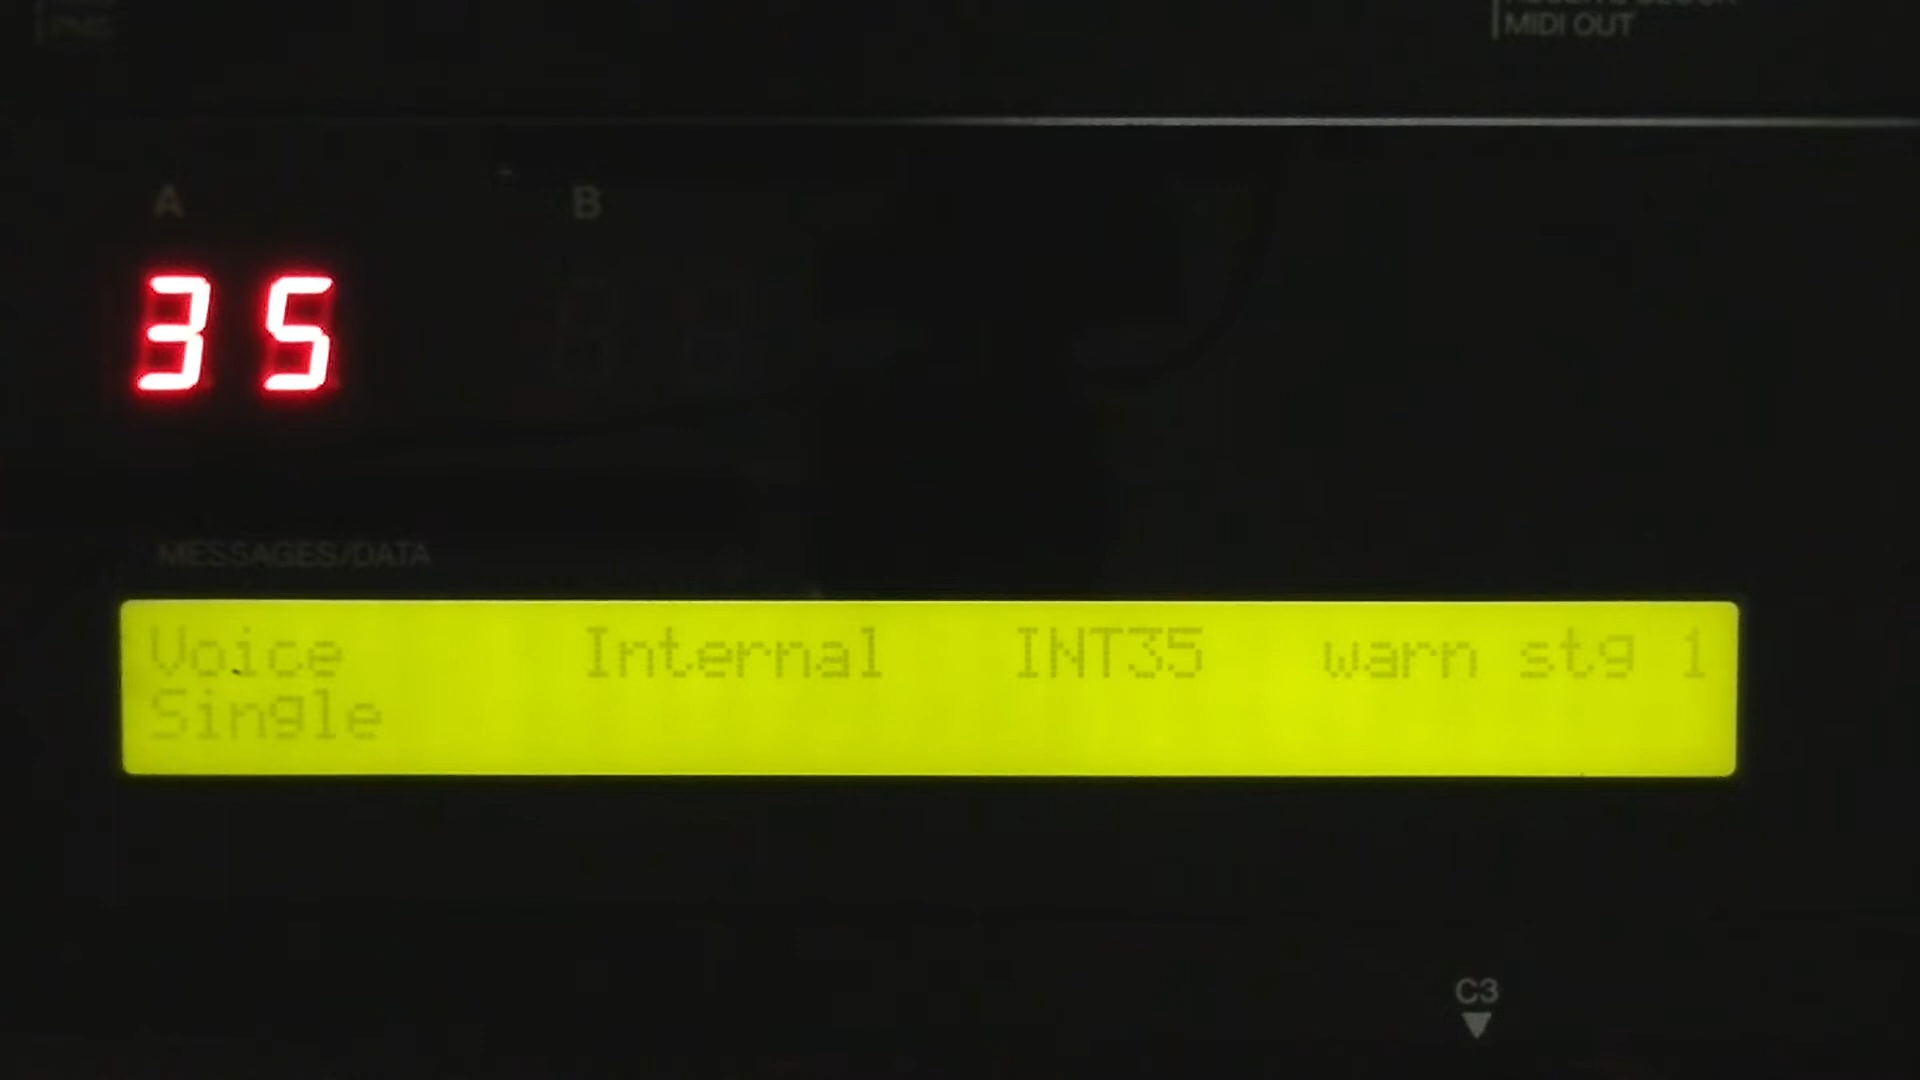 MIDI OUT
A B
35
MESSAGES/DATA
Voice Internal INT35 warn stg 1
Single
C3